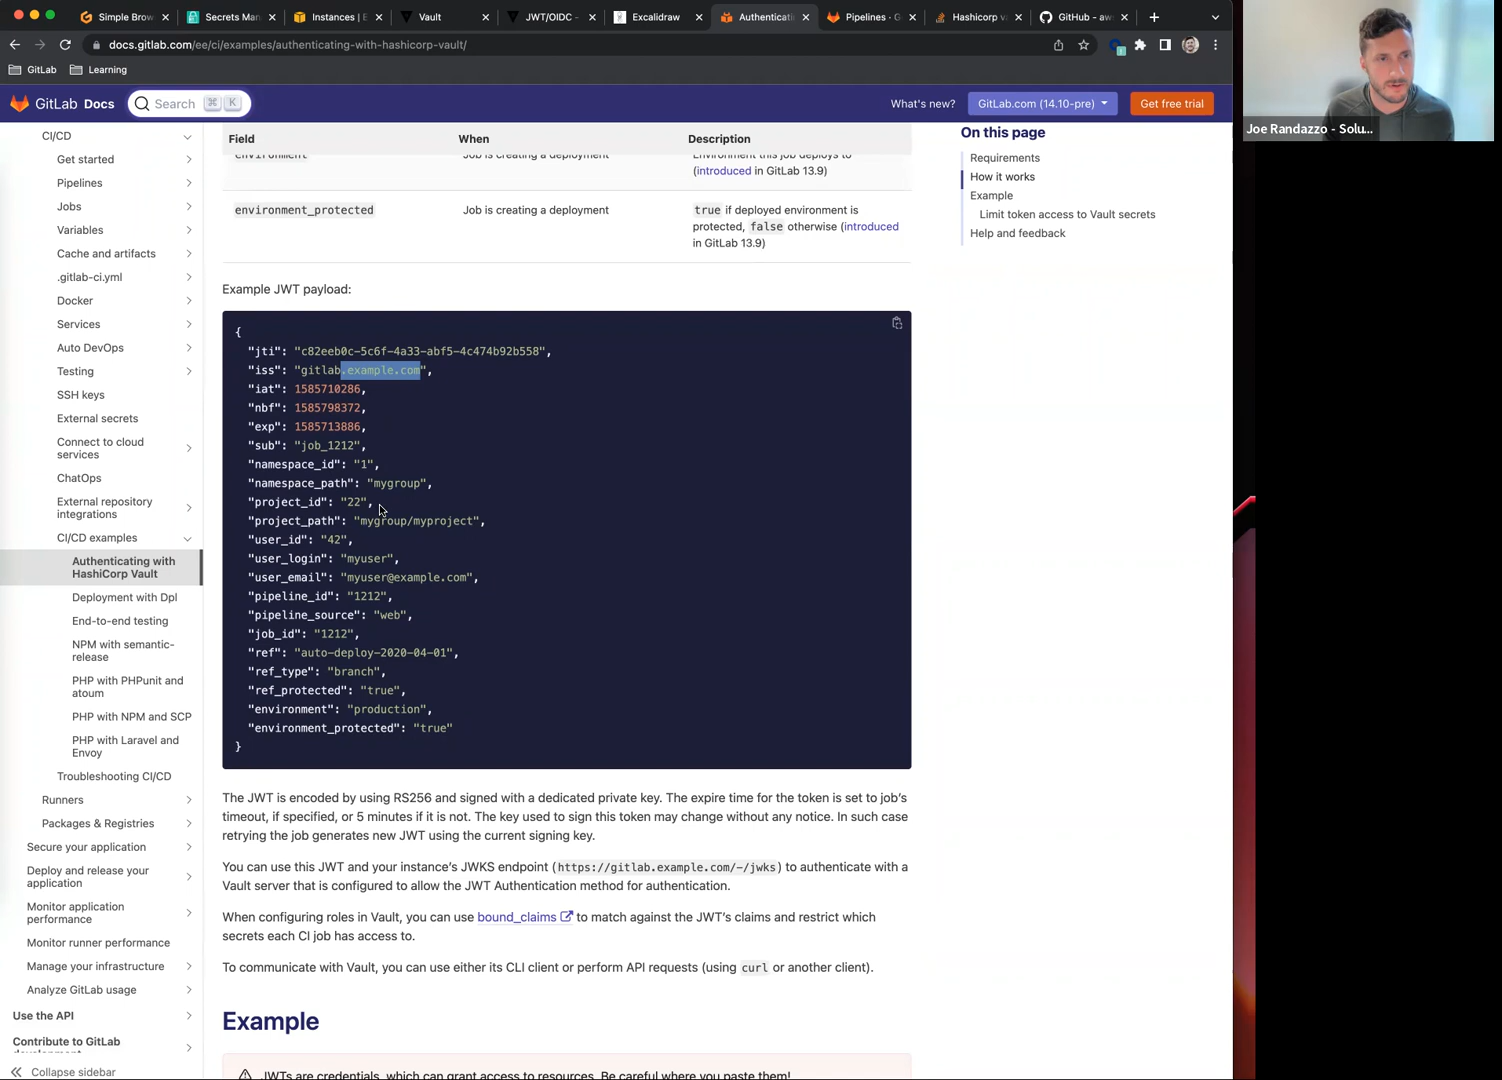 Simple Brow
Secrets Man
Instances | E
Vault
JWT/OIDC -
Excalidraw
Authenticati
Pipelines · G
Hashicorp v
GitHub - aw
docs.gitlab.com/ee/ci/examples/authenticating-with-hashicorp-vault/
GitLab
Learning
GitLab Docs
Search ⌘ K
What's new?
GitLab.com (14.10-pre)
Get free trial
Joe Randazzo - Solu...
CI/CD
Get started
Pipelines
Jobs
Variables
Cache and artifacts
.gitlab-ci.yml
Docker
Services
Auto DevOps
Testing
SSH keys
External secrets
Connect to cloud
services
ChatOps
External repository
integrations
CI/CD examples
Authenticating with
HashiCorp Vault
Deployment with Dpl
End-to-end testing
NPM with semantic-
release
PHP with PHPunit and
atoum
PHP with NPM and SCP
PHP with Laravel and
Envoy
Troubleshooting CI/CD
Runners
Packages & Registries
Secure your application
Deploy and release your
application
Monitor application
performance
Monitor runner performance
Manage your infrastructure
Analyze GitLab usage
Use the API
Contribute to GitLab
development
Collapse sidebar
Field When Description
environment Job is creating a deployment Environment this job deploys to
(introduced in GitLab 13.9)
environment_protected Job is creating a deployment true if deployed environment is
protected, false otherwise (introduced
in GitLab 13.9)
Example JWT payload:
{
"jti": "c82eeb0c-5c6f-4a33-abf5-4c474b92b558",
"iss": "gitlab.example.com",
"iat": 1585710286,
"nbf": 1585798372,
"exp": 1585713886,
"sub": "job_1212",
"namespace_id": "1",
"namespace_path": "mygroup",
"project_id": "22",
"project_path": "mygroup/myproject",
"user_id": "42",
"user_login": "myuser",
"user_email": "myuser@example.com",
"pipeline_id": "1212",
"pipeline_source": "web",
"job_id": "1212",
"ref": "auto-deploy-2020-04-01",
"ref_type": "branch",
"ref_protected": "true",
"environment": "production",
"environment_protected": "true"
}
The JWT is encoded by using RS256 and signed with a dedicated private key. The expire time for the token is set to job's
timeout, if specified, or 5 minutes if it is not. The key used to sign this token may change without any notice. In such case
retrying the job generates new JWT using the current signing key.
You can use this JWT and your instance's JWKS endpoint (https://gitlab.example.com/-/jwks) to authenticate with a
Vault server that is configured to allow the JWT Authentication method for authentication.
When configuring roles in Vault, you can use bound_claims to match against the JWT's claims and restrict which
secrets each CI job has access to.
To communicate with Vault, you can use either its CLI client or perform API requests (using curl or another client).
Example
JWTs are credentials, which can grant access to resources. Be careful where you paste them!
On this page
Requirements
How it works
Example
Limit token access to Vault secrets
Help and feedback